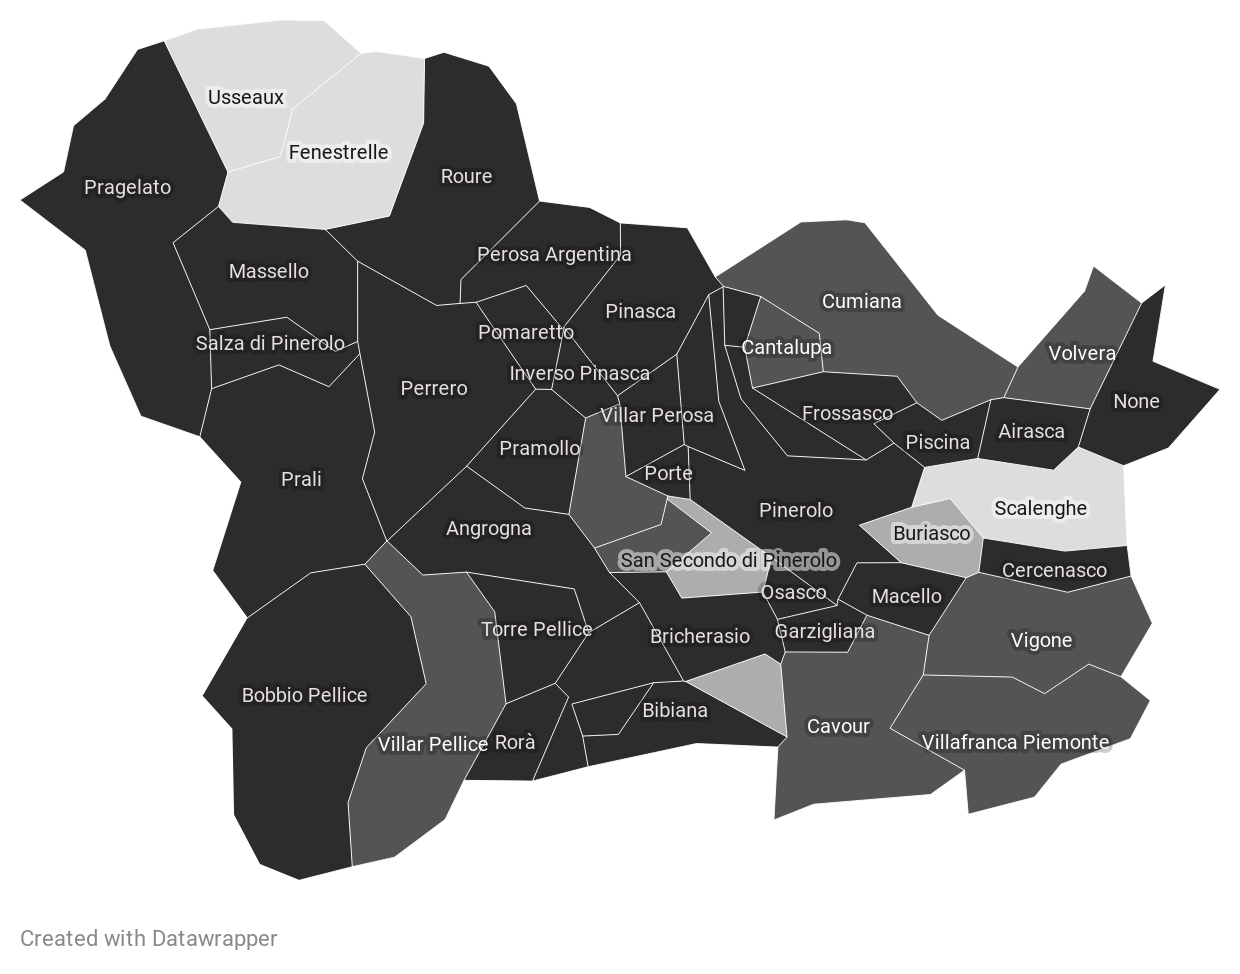 Usseaux
Fenestrelle
Roure
Pragelato
Perosa Argentina
Massello
Cumiana
Pinasca
Pomaretto
Salza di Pinerolo
Cantalupa
Volvera
Inverso Pinasca
Perrero
None
Villar Perosa
Frossasco
Airasca
Piscina
Pramollo
Porte
Prali
Scalenghe
Pinerolo
Angrogna
Buriasco
San Secondo di Pinerolo
Cercenasco
Osasco
Macello
Torre Pellice
Bricherasio
Garzigliana
Vigone
Bobbio Pellice
Bibiana
Cavour
Villar Pellice
Rorà
Villafranca Piemonte
Created with Datawrapper